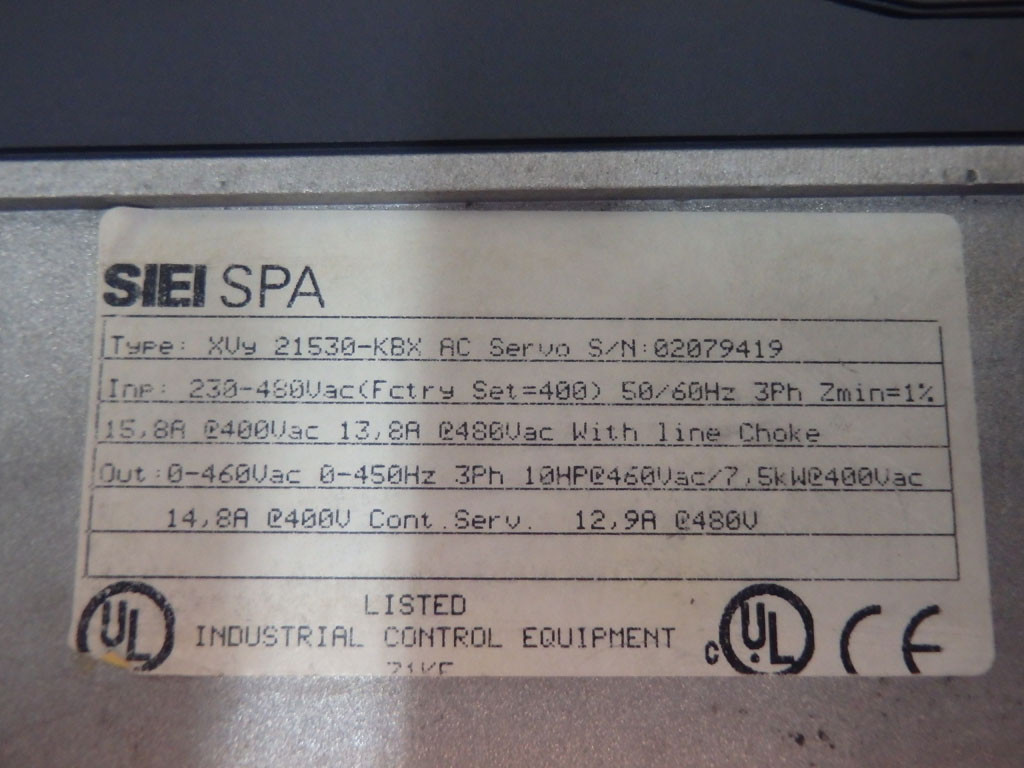 SIEI SPA
Type: XVy 21530-KBX AC Servo S/N:02079419
Inp: 230-480Vac(Fctry Set=400) 50/60Hz 3Ph Zmin=1%
15,8A @400Vac 13,8A @480Vac With line Choke
Out:0-460Vac 0-450Hz 3Ph 10HP@460Vac/7,5kW@400Vac
14,8A @400V Cont.Serv. 12,9A @480V
LISTED
UL INDUSTRIAL CONTROL EQUIPMENT c UL CE